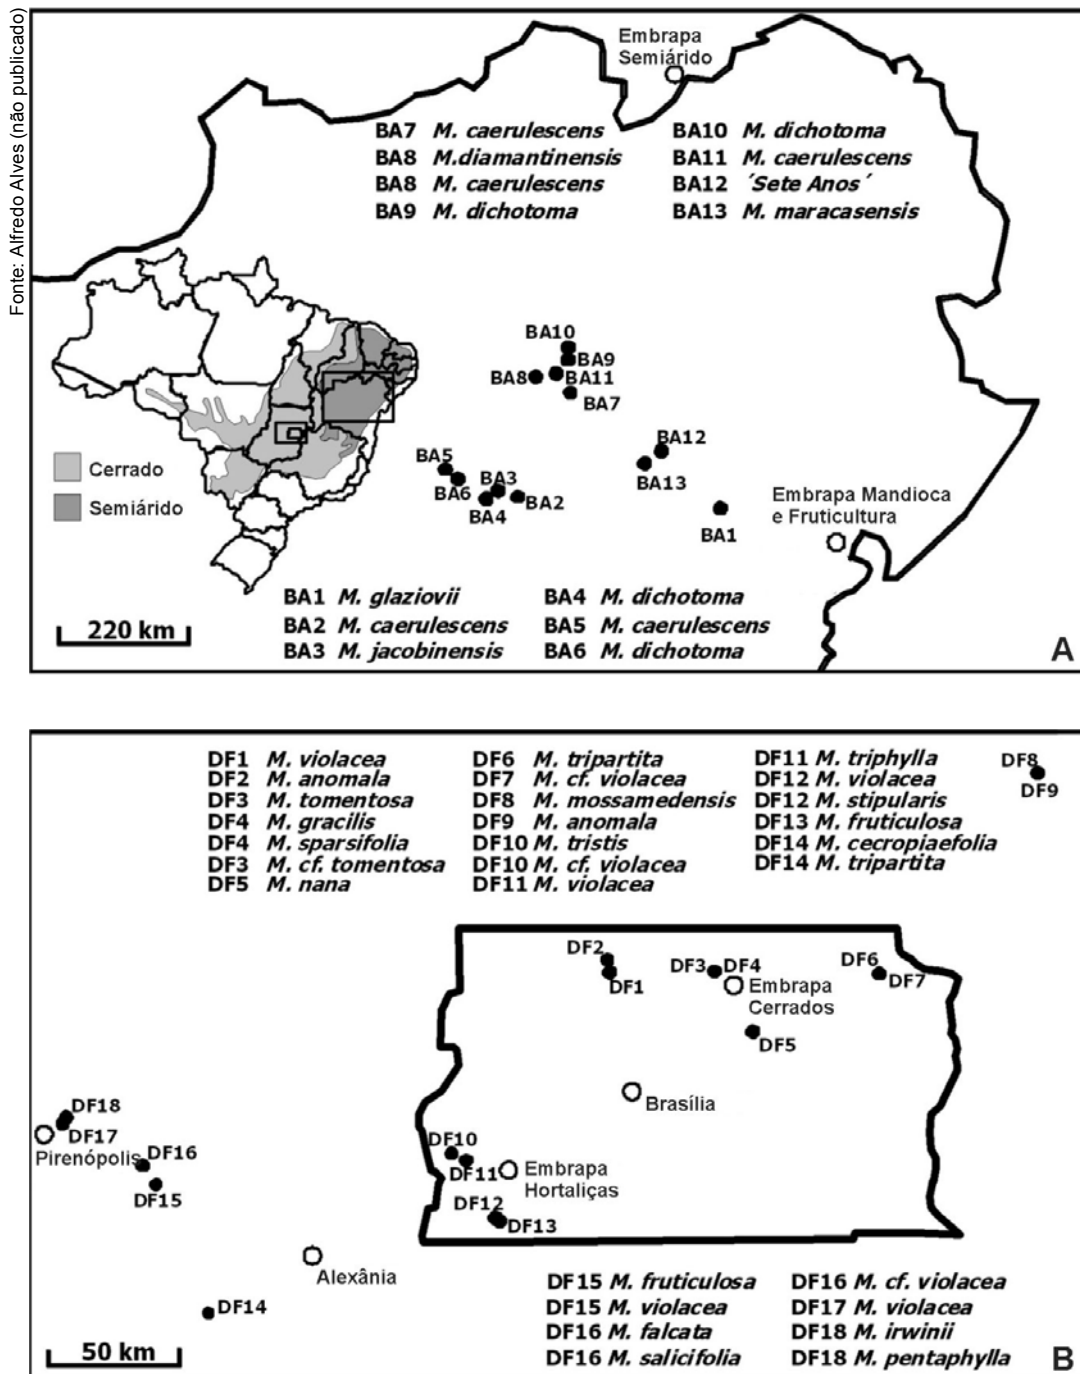 Fonte: Alfredo Alves (não publicado)
Embrapa
Semiárido
BA7 M. caerulescens
BA8 M.diamantinensis
BA8 M. caerulescens
BA9 M. dichotoma
BA10 M. dichotoma
BA11 M. caerulescens
BA12 ´Sete Anos´
BA13 M. maracasensis
BA10
BA9
BA8
BA11
BA7
BA12
BA13
BA5
BA6
BA3
BA4
BA2
BA1
Cerrado
Semiárido
Embrapa Mandioca
e Fruticultura
220 km
BA1 M. glaziovii
BA2 M. caerulescens
BA3 M. jacobinensis
BA4 M. dichotoma
BA5 M. caerulescens
BA6 M. dichotoma
A
DF1 M. violacea
DF2 M. anomala
DF3 M. tomentosa
DF4 M. gracilis
DF4 M. sparsifolia
DF3 M. cf. tomentosa
DF5 M. nana
DF6 M. tripartita
DF7 M. cf. violacea
DF8 M. mossamedensis
DF9 M. anomala
DF10 M. tristis
DF10 M. cf. violacea
DF11 M. violacea
DF11 M. triphylla
DF12 M. violacea
DF12 M. stipularis
DF13 M. fruticulosa
DF14 M. cecropiaefolia
DF14 M. tripartita
DF8
DF9
DF2
DF1
DF3
DF4
Embrapa
Cerrados
DF6
DF7
DF5
Brasília
DF18
DF17
Pirenópolis
DF16
DF15
DF10
DF11
Embrapa
Hortaliças
DF12
DF13
Alexânia
DF14
50 km
DF15 M. fruticulosa
DF15 M. violacea
DF16 M. falcata
DF16 M. salicifolia
DF16 M. cf. violacea
DF17 M. violacea
DF18 M. irwinii
DF18 M. pentaphylla
B